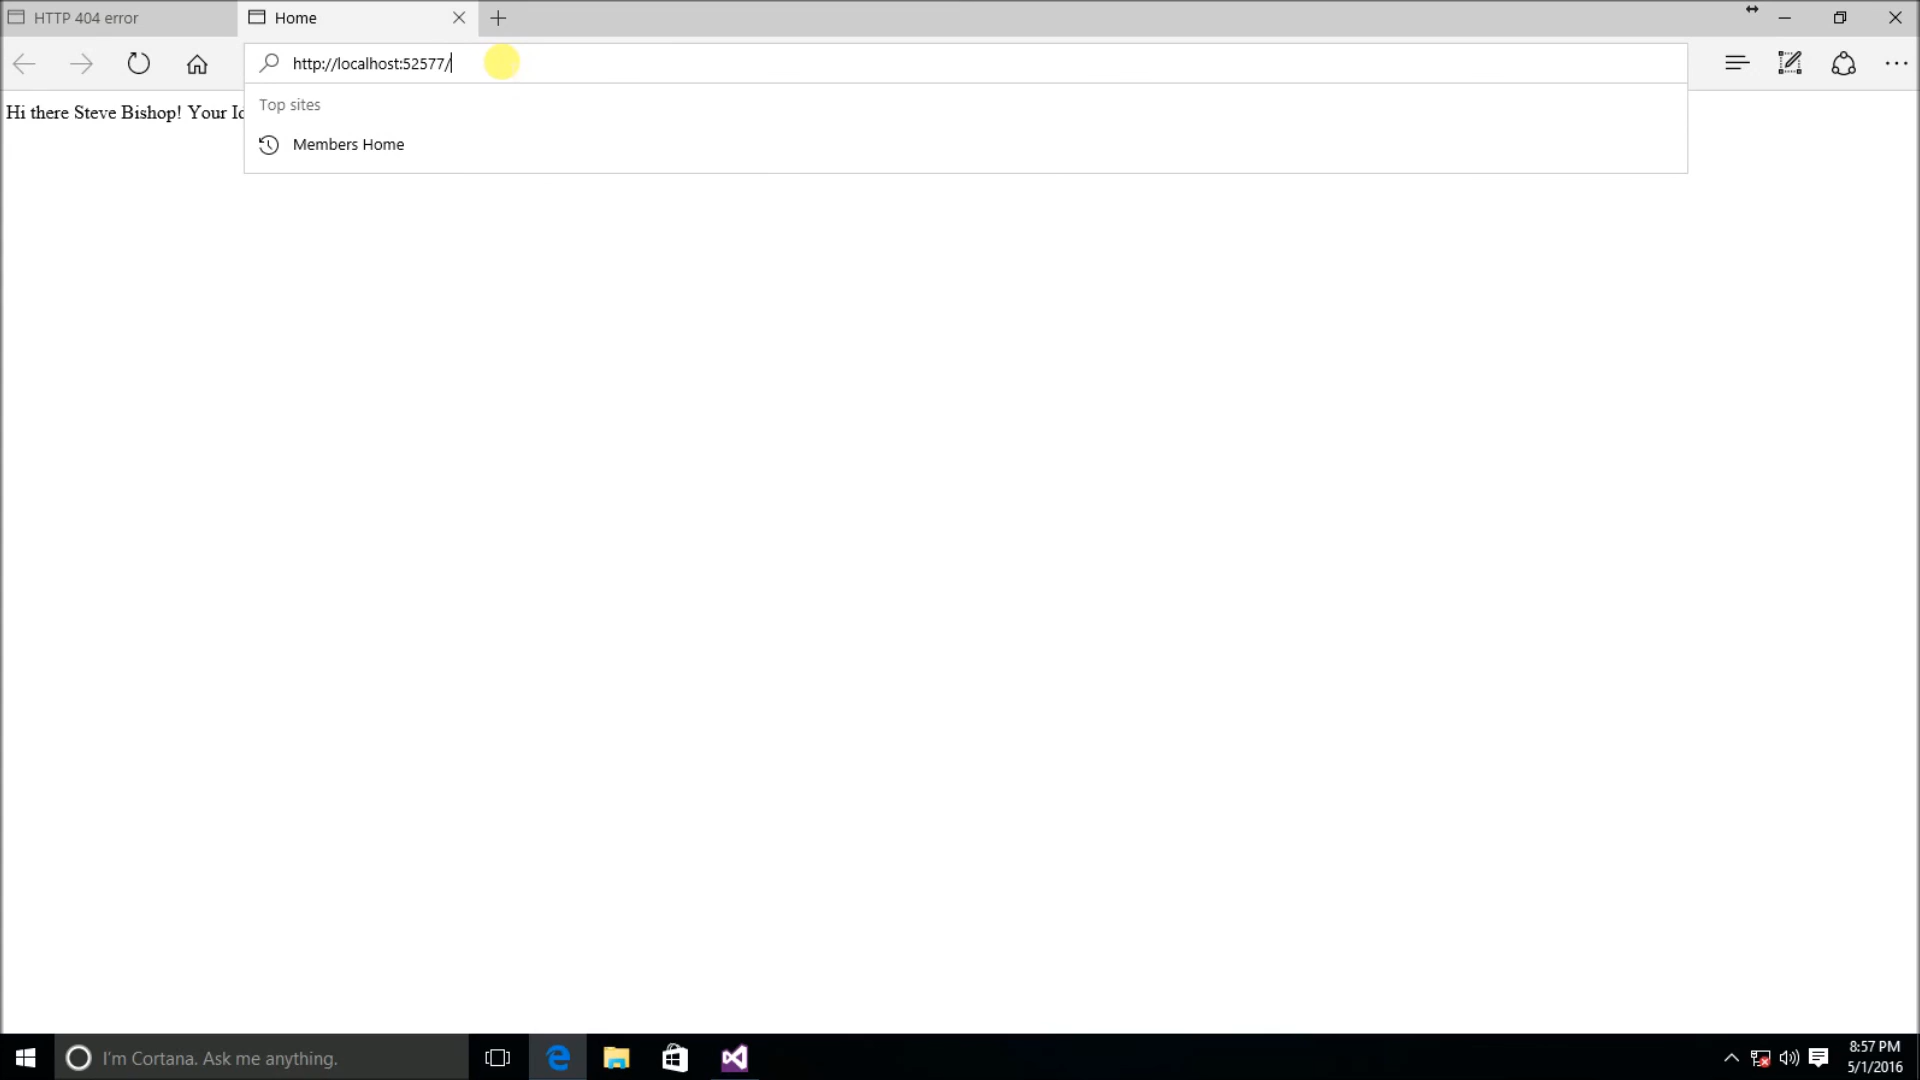 HTTP 404 error
Home
http://localhost:52577/
Top sites
Members Home
Hi there Steve Bishop! Your
I'm Cortana. Ask me anything.
8:57 PM
5/1/2016